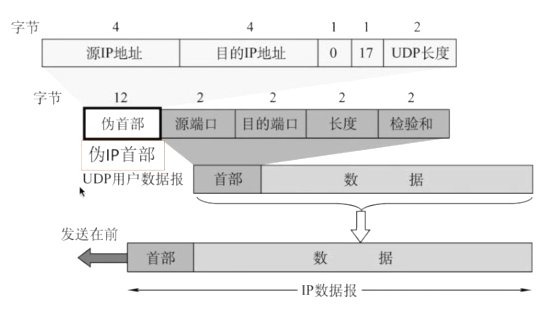 字节 4 4 1 1 2
源IP地址 目的IP地址 0 17 UDP长度
字节 12 2 2 2 2
伪首部 源端口 目的端口 长度 检验和
伪IP首部
UDP用户数据报 首部 数 据
发送在前
首部 数 据
IP数据报